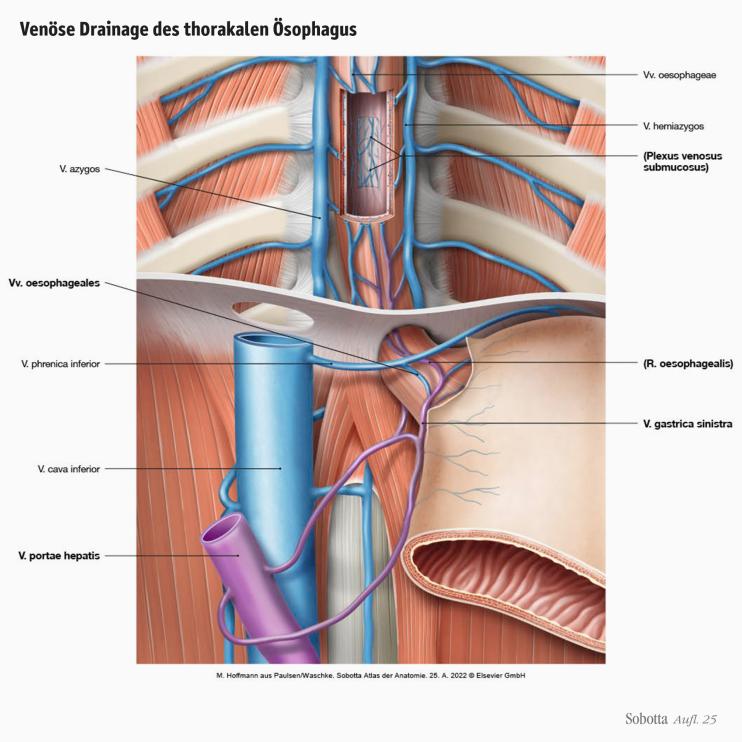 Venöse Drainage des thorakalen Ösophagus
Vv. oesophageae
V. hemiazygos
(Plexus venosus
submucosus)
V. azygos
Vv. oesophageales
V. phrenica inferior
(R. oesophagealis)
V. gastrica sinistra
V. cava inferior
V. portae hepatis
M. Hoffmann aus Paulsen/Waschke. Sobotta Atlas der Anatomie. 25. A. 2022 © Elsevier GmbH
Sobotta Aufl. 25